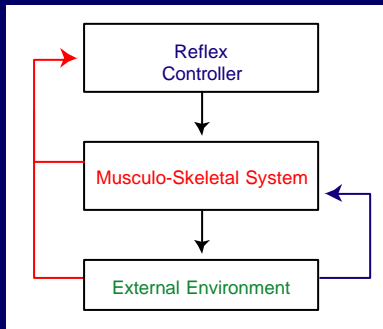 Reflex
Controller
Musculo-Skeletal System
External Environment